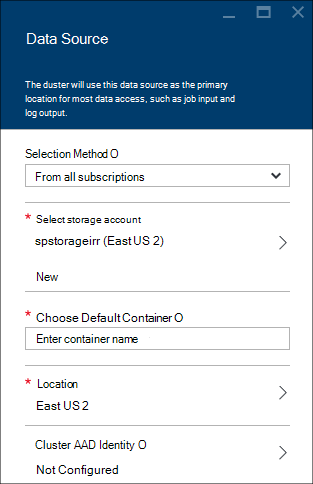 Data Source
The duster will use this data source as the primary
location for most data access, such as job input and
log output.
Selection Method O
From all subscriptions
* Select storage account
spstorageirr (East US 2)
New
* Choose Default Container O
Enter container name
* Location
East US 2
Cluster AAD Identity O
Not Configured